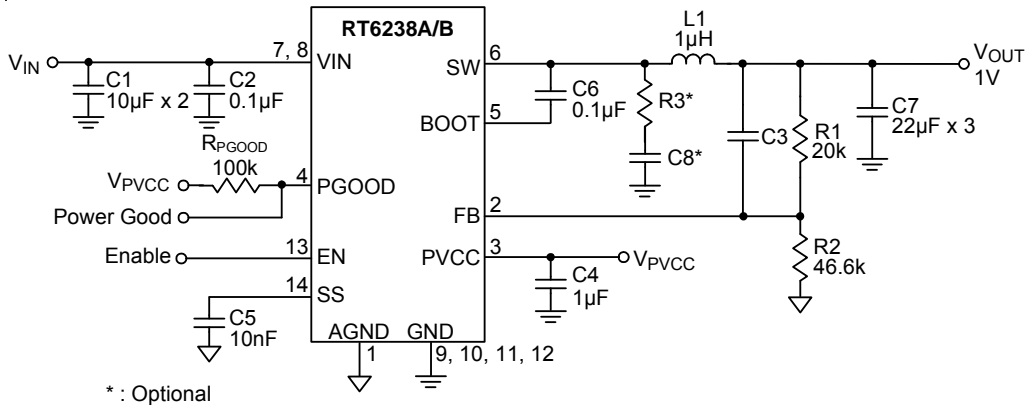 RT6238A/B
VIN
7, 8
VIN
C1
10µF x 2
C2
0.1µF
RPGOOD
100k
VPVCC
4
PGOOD
Power Good
Enable
13
EN
14
SS
C5
10nF
AGND
1
GND
9, 10, 11, 12
SW
6
L1
1µH
VOUT
1V
C6
0.1µF
BOOT
5
R3*
C8*
C3
R1
20k
C7
22µF x 3
FB
2
R2
46.6k
PVCC
3
VPVCC
C4
1µF
* : Optional